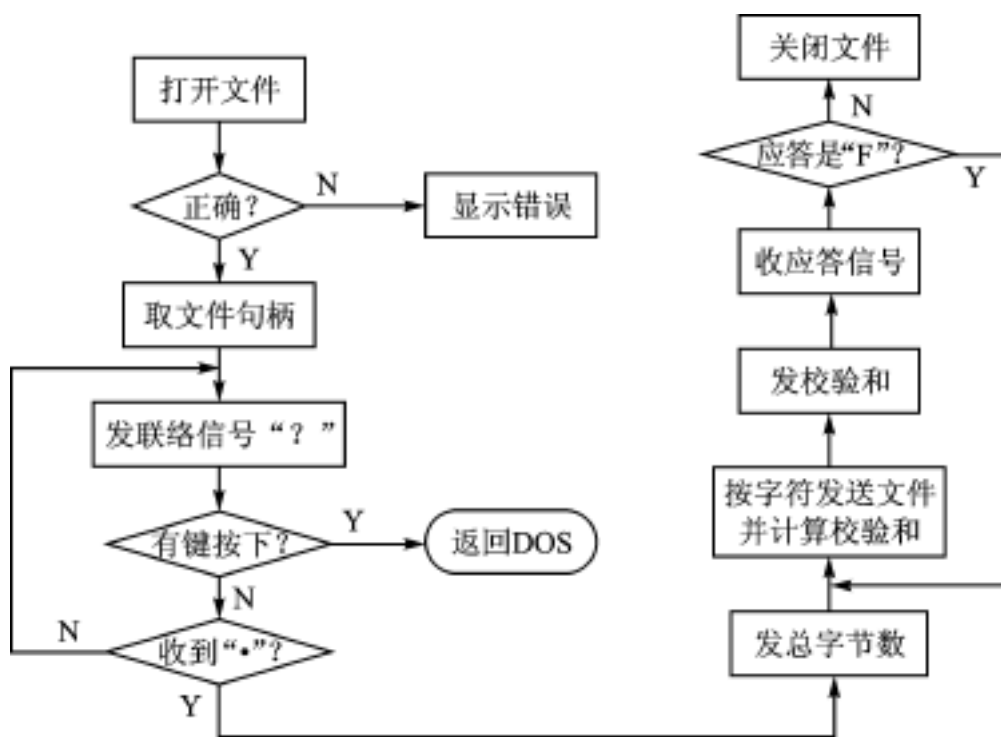 打开文件
正确?
N
显示错误
Y
取文件句柄
发联络信号“?”
有键按下?
Y
返回DOS
N
收到“•”?
N
Y
发总字节数
按字符发送文件
并计算校验和
发校验和
收应答信号
应答是“F”?
Y
N
关闭文件